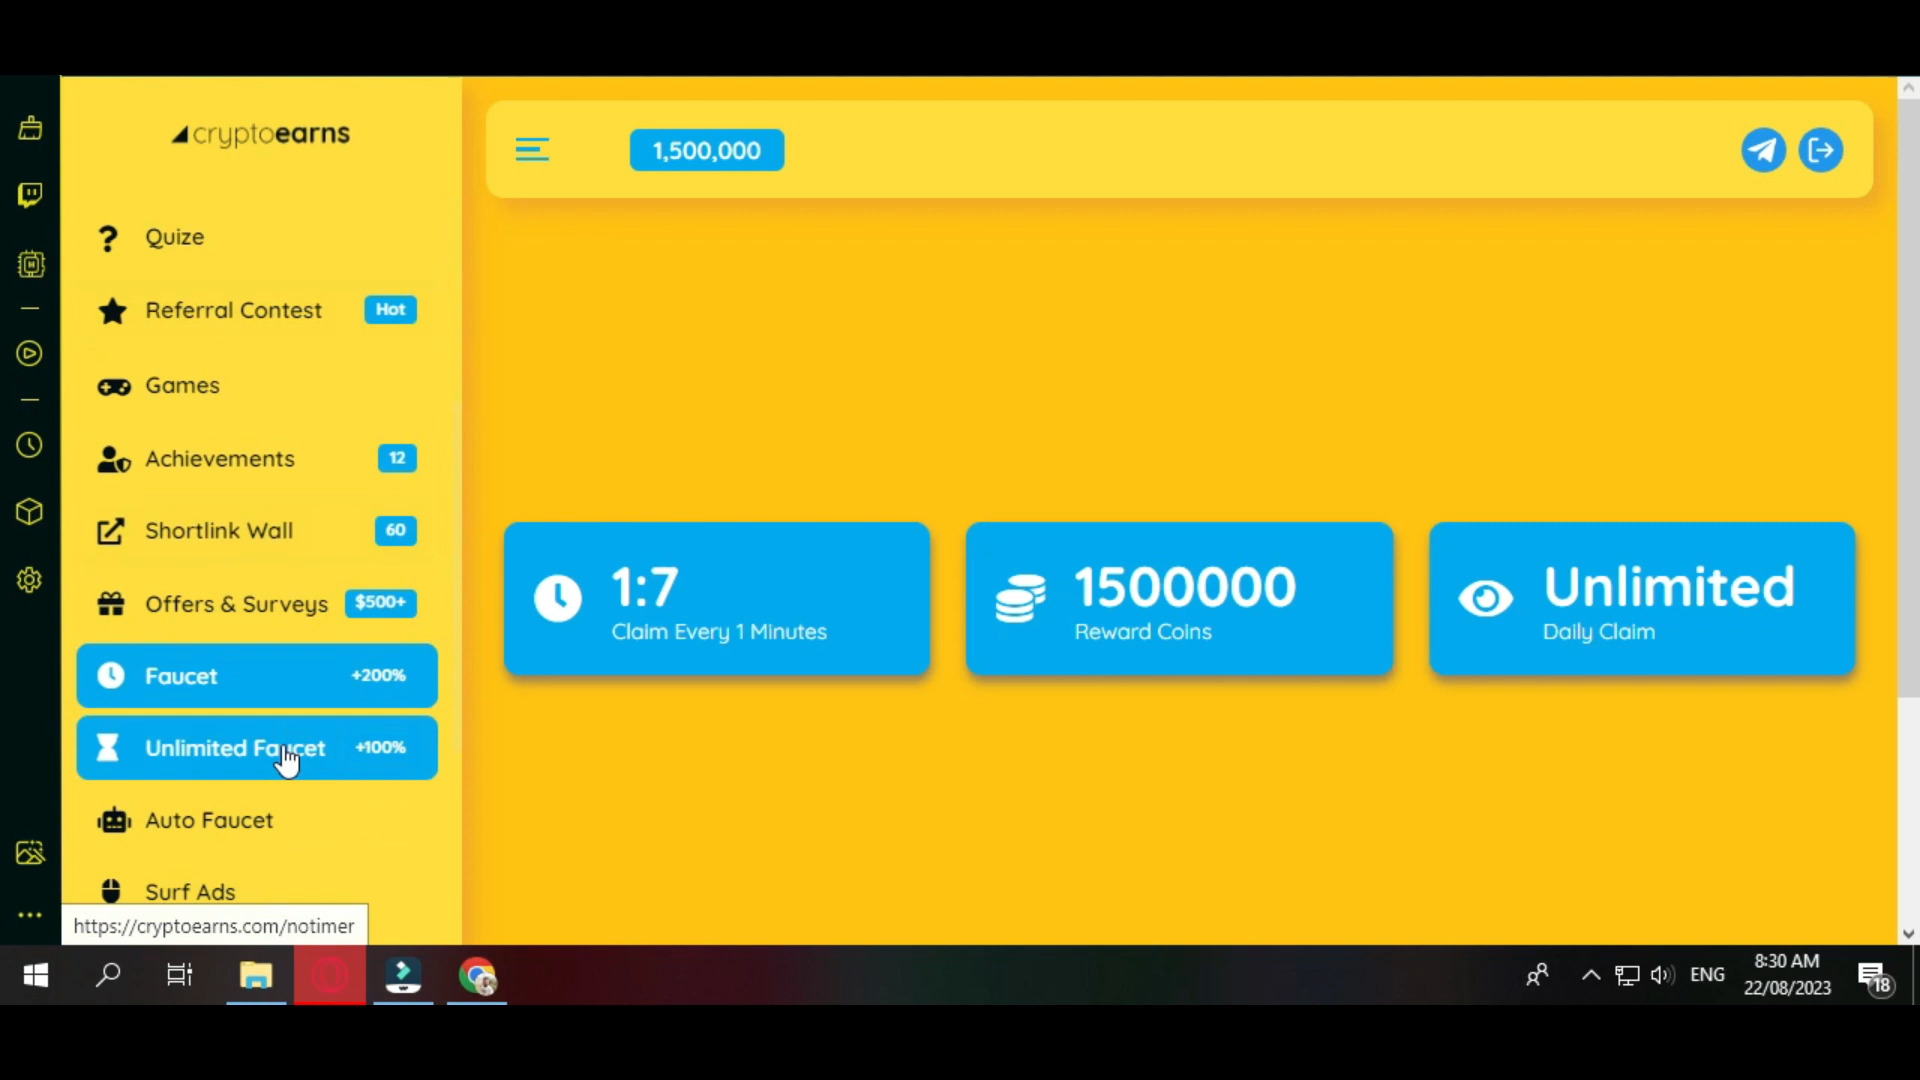 cryptoearns
1,500,000
Quize
Referral Contest Hot
Games
Achievements 12
Shortlink Wall 60
Offers & Surveys $500+
Faucet +200%
Unlimited Faucet +100%
Auto Faucet
Surf Ads
1:7
Claim Every 1 Minutes
1500000
Reward Coins
Unlimited
Daily Claim
https://cryptoearns.com/notimer
ENG
8:30 AM
22/08/2023
18